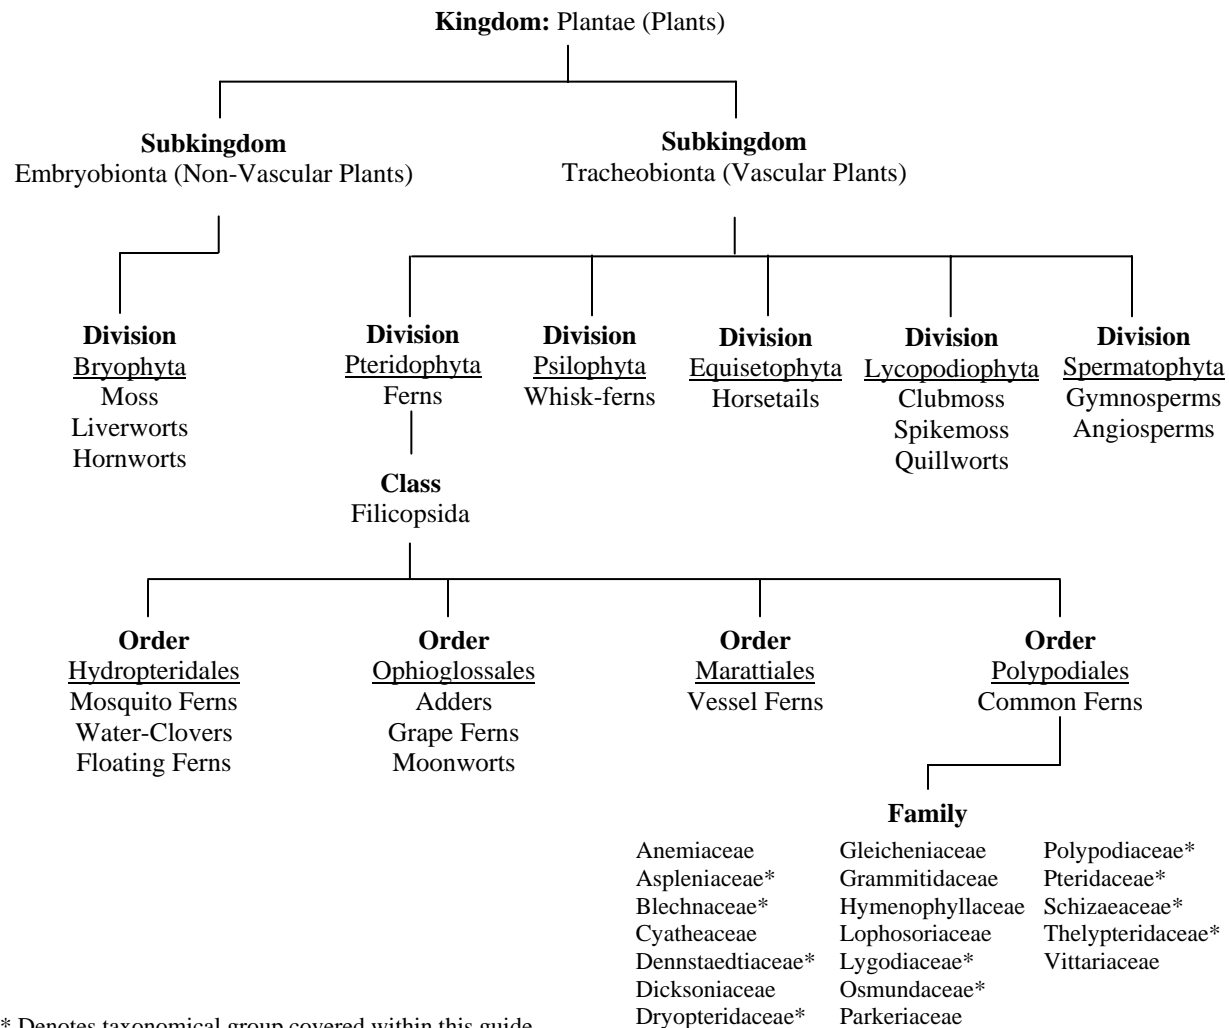 Kingdom: Plantae (Plants)
Subkingdom
Embryobionta (Non-Vascular Plants)
Subkingdom
Tracheobionta (Vascular Plants)
Division
Bryophyta
Moss
Liverworts
Hornworts
Division
Pteridophyta
Ferns
Division
Psilophyta
Whisk-ferns
Division
Equisetophyta
Horsetails
Division
Lycopodiophyta
Clubmoss
Spikemoss
Quillworts
Division
Spermatophyta
Gymnosperms
Angiosperms
Class
Filicopsida
Order
Hydropteridales
Mosquito Ferns
Water-Clovers
Floating Ferns
Order
Ophioglossales
Adders
Grape Ferns
Moonworts
Order
Marattiales
Vessel Ferns
Order
Polypodiales
Common Ferns
Family
Anemiaceae
Aspleniaceae*
Blechnaceae*
Cyatheaceae
Dennstaedtiaceae*
Dicksoniaceae
Dryopteridaceae*
Gleicheniaceae
Grammitidaceae
Hymenophyllaceae
Lophosoriaceae
Lygodiaceae*
Osmundaceae*
Parkeriaceae
Polypodiaceae*
Pteridaceae*
Schizaeaceae*
Thelypteridaceae*
Vittariaceae
* Denotes taxonomical group covered within this guide